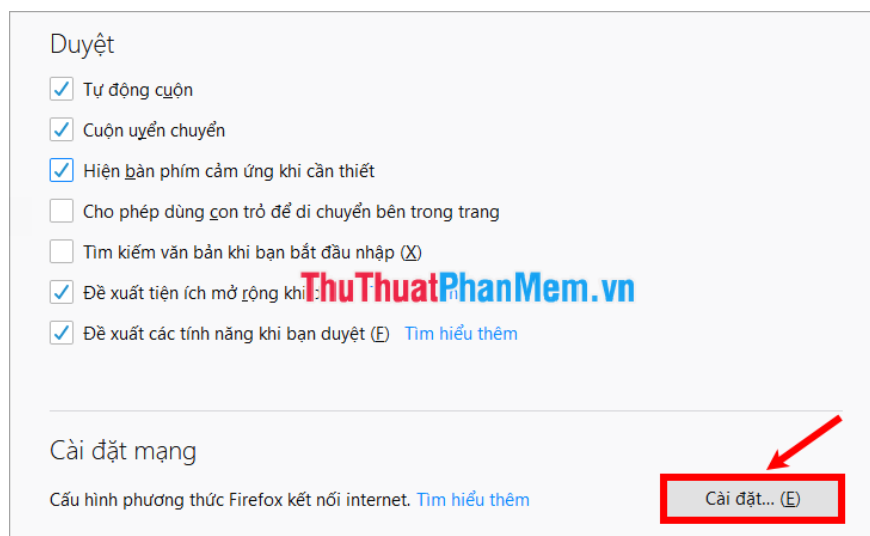 Duyệt
Tự động cuộn
Cuộn uyển chuyển
Hiện bàn phím cảm ứng khi cần thiết
Cho phép dùng con trỏ để di chuyển bên trong trang
Tìm kiếm văn bản khi bạn bắt đầu nhập (X)
Đề xuất tiện ích mở rộng khi
ThuThuatPhanMem.vn
Đề xuất các tính năng khi bạn duyệt (F) Tìm hiểu thêm
Cài đặt mạng
Cấu hình phương thức Firefox kết nối internet. Tìm hiểu thêm
Cài đặt... (E)